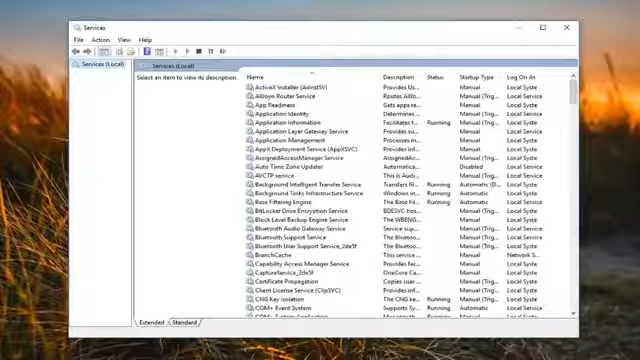 Services
File Action View Help
Services (Local)
Services (Local)
Select an item to view its description.
Name Description Status Startup Type Log On As
ActiveX Installer (AxInstSV) Provides Us... Manual Local Syste
AllJoyn Router Service Routes AllJo... Manual (Trig... Local Service
App Readiness Gets apps re... Manual Local Syste
Application Identity Determines ... Manual (Trig... Local Service
Application Information Facilitates t... Running Manual (Trig... Local Syste
Application Layer Gateway Service Provides su... Manual Local Service
Application Management Processes in... Manual Local Syste
AppX Deployment Service (AppXSVC) Provides inf... Manual (Trig... Local Syste
AssignedAccessManager Service AssignedAc... Manual (Trig... Local Syste
Auto Time Zone Updater Automatica... Disabled Local Service
AVCTP service This is Audi... Manual (Trig... Local Service
Background Intelligent Transfer Service Transfers fil... Running Automatic (D... Local Syste
Background Tasks Infrastructure Service Windows in... Running Automatic Local Syste
Base Filtering Engine The Base Fil... Running Automatic Local Service
BitLocker Drive Encryption Service BDESVC hos... Manual (Trig... Local Syste
Block Level Backup Engine Service The WBENG... Manual Local Syste
Bluetooth Audio Gateway Service Service sup... Manual (Trig... Local Service
Bluetooth Support Service The Bluetoo... Manual (Trig... Local Service
Bluetooth User Support Service_2de5f The Bluetoo... Manual (Trig... Local Syste
BranchCache This service ... Manual Network S...
Capability Access Manager Service Provides fac... Manual Local Syste
CaptureService_2de5f OneCore Ca... Manual Local Syste
Certificate Propagation Copies user ... Manual (Trig... Local Syste
Client License Service (ClipSVC) Provides inf... Manual (Trig... Local Syste
CNG Key Isolation The CNG ke... Running Manual (Trig... Local Syste
COM+ Event System Supports Sy... Running Automatic Local Service
COM+ System Application Manual Local Syste
Extended Standard